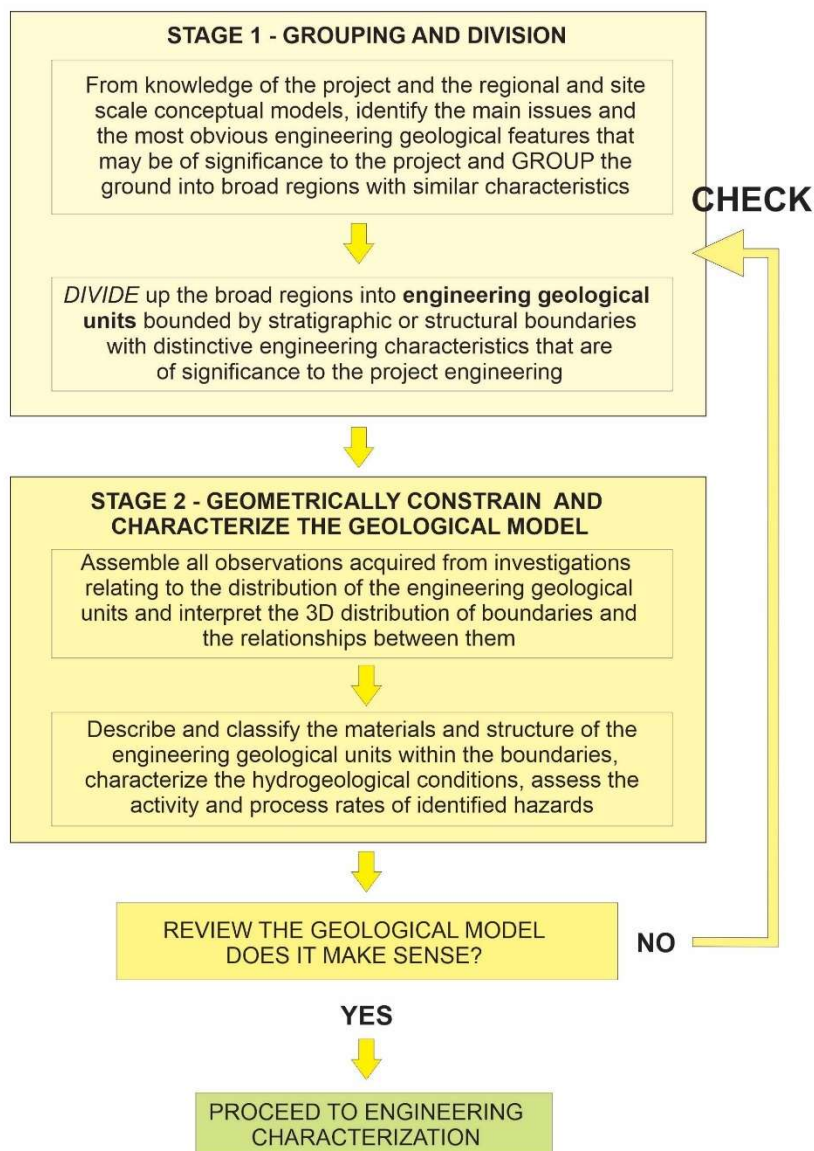 STAGE 1 - GROUPING AND DIVISION
From knowledge of the project and the regional and site
scale conceptual models, identify the main issues and
the most obvious engineering geological features that
may be of significance to the project and GROUP the
ground into broad regions with similar characteristics
CHECK
DIVIDE up the broad regions into engineering geological
units bounded by stratigraphic or structural boundaries
with distinctive engineering characteristics that are
of significance to the project engineering
STAGE 2 - GEOMETRICALLY CONSTRAIN AND
CHARACTERIZE THE GEOLOGICAL MODEL
Assemble all observations acquired from investigations
relating to the distribution of the engineering geological
units and interpret the 3D distribution of boundaries and
the relationships between them
Describe and classify the materials and structure of the
engineering geological units within the boundaries,
characterize the hydrogeological conditions, assess the
activity and process rates of identified hazards
REVIEW THE GEOLOGICAL MODEL
DOES IT MAKE SENSE?
NO
YES
PROCEED TO ENGINEERING
CHARACTERIZATION